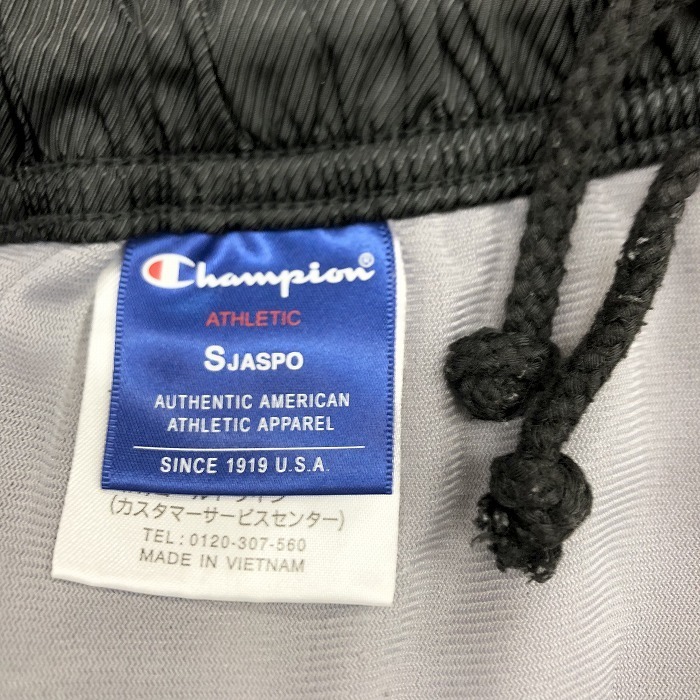 Champion®
ATHLETIC
SJASPO
AUTHENTIC AMERICAN
ATHLETIC APPAREL
SINCE 1919 U.S.A.
(カスタマーサービスセンター)
TEL: 0120-307-560
MADE IN VIETNAM